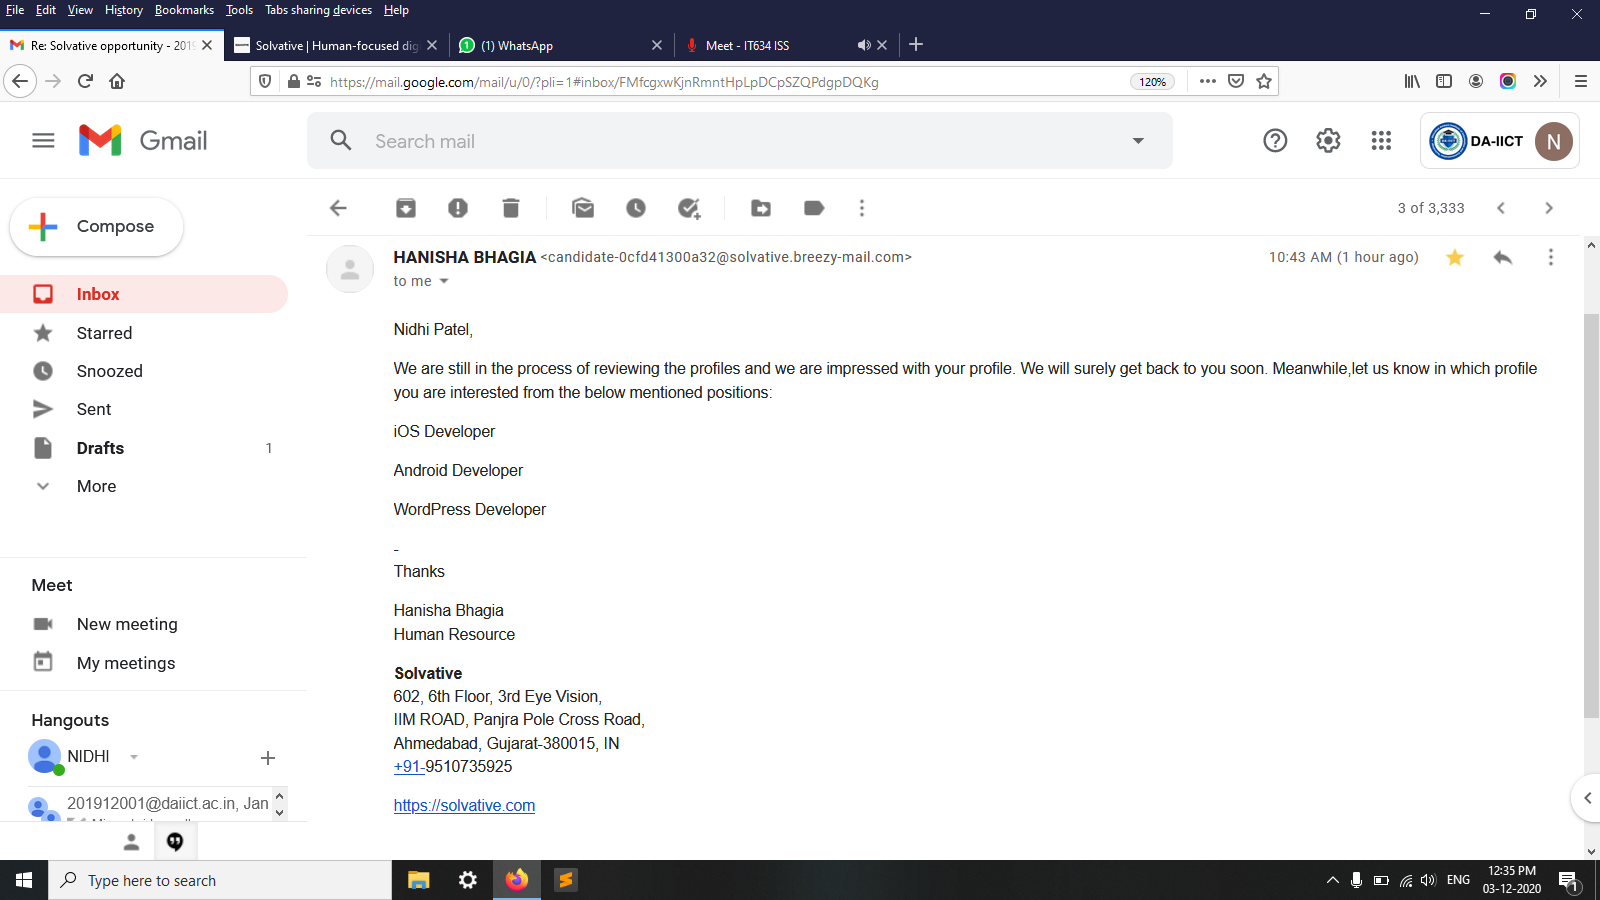 File Edit View History Bookmarks Tools Tabs sharing devices Help
Re: Solvative opportunity - 2019
Solvative | Human-focused dig
(1) WhatsApp
Meet - IT634 ISS
https://mail.google.com/mail/u/0/?pli=1#inbox/FMfcgxwKjnRmntHpLpDCpSZQPdgpDQKg
120%
Gmail
Search mail
DA-IICT
N
Compose
3 of 3,333
Inbox
Starred
Snoozed
Sent
Drafts 1
More
Meet
New meeting
My meetings
Hangouts
NIDHI
201912001@daiict.ac.in, Jan
HANISHA BHAGIA <candidate-0cfd41300a32@solvative.breezy-mail.com>
10:43 AM (1 hour ago)
to me
Nidhi Patel,
We are still in the process of reviewing the profiles and we are impressed with your profile. We will surely get back to you soon. Meanwhile,let us know in which profile
you are interested from the below mentioned positions:
iOS Developer
Android Developer
WordPress Developer
-
Thanks
Hanisha Bhagia
Human Resource
Solvative
602, 6th Floor, 3rd Eye Vision,
IIM ROAD, Panjra Pole Cross Road,
Ahmedabad, Gujarat-380015, IN
+91-9510735925
https://solvative.com
Type here to search
ENG
12:35 PM
03-12-2020
1